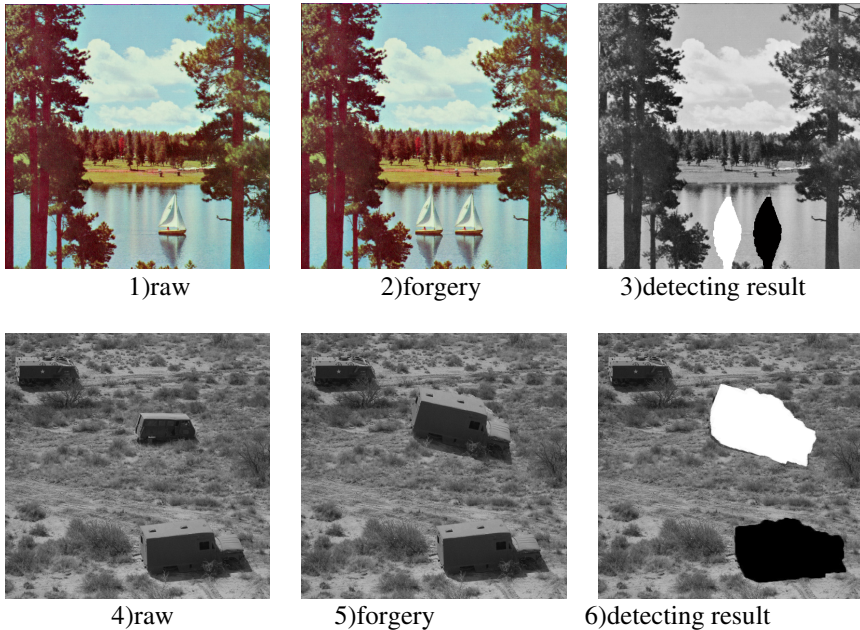 1)raw
2)forgery
3)detecting result
4)raw
5)forgery
6)detecting result